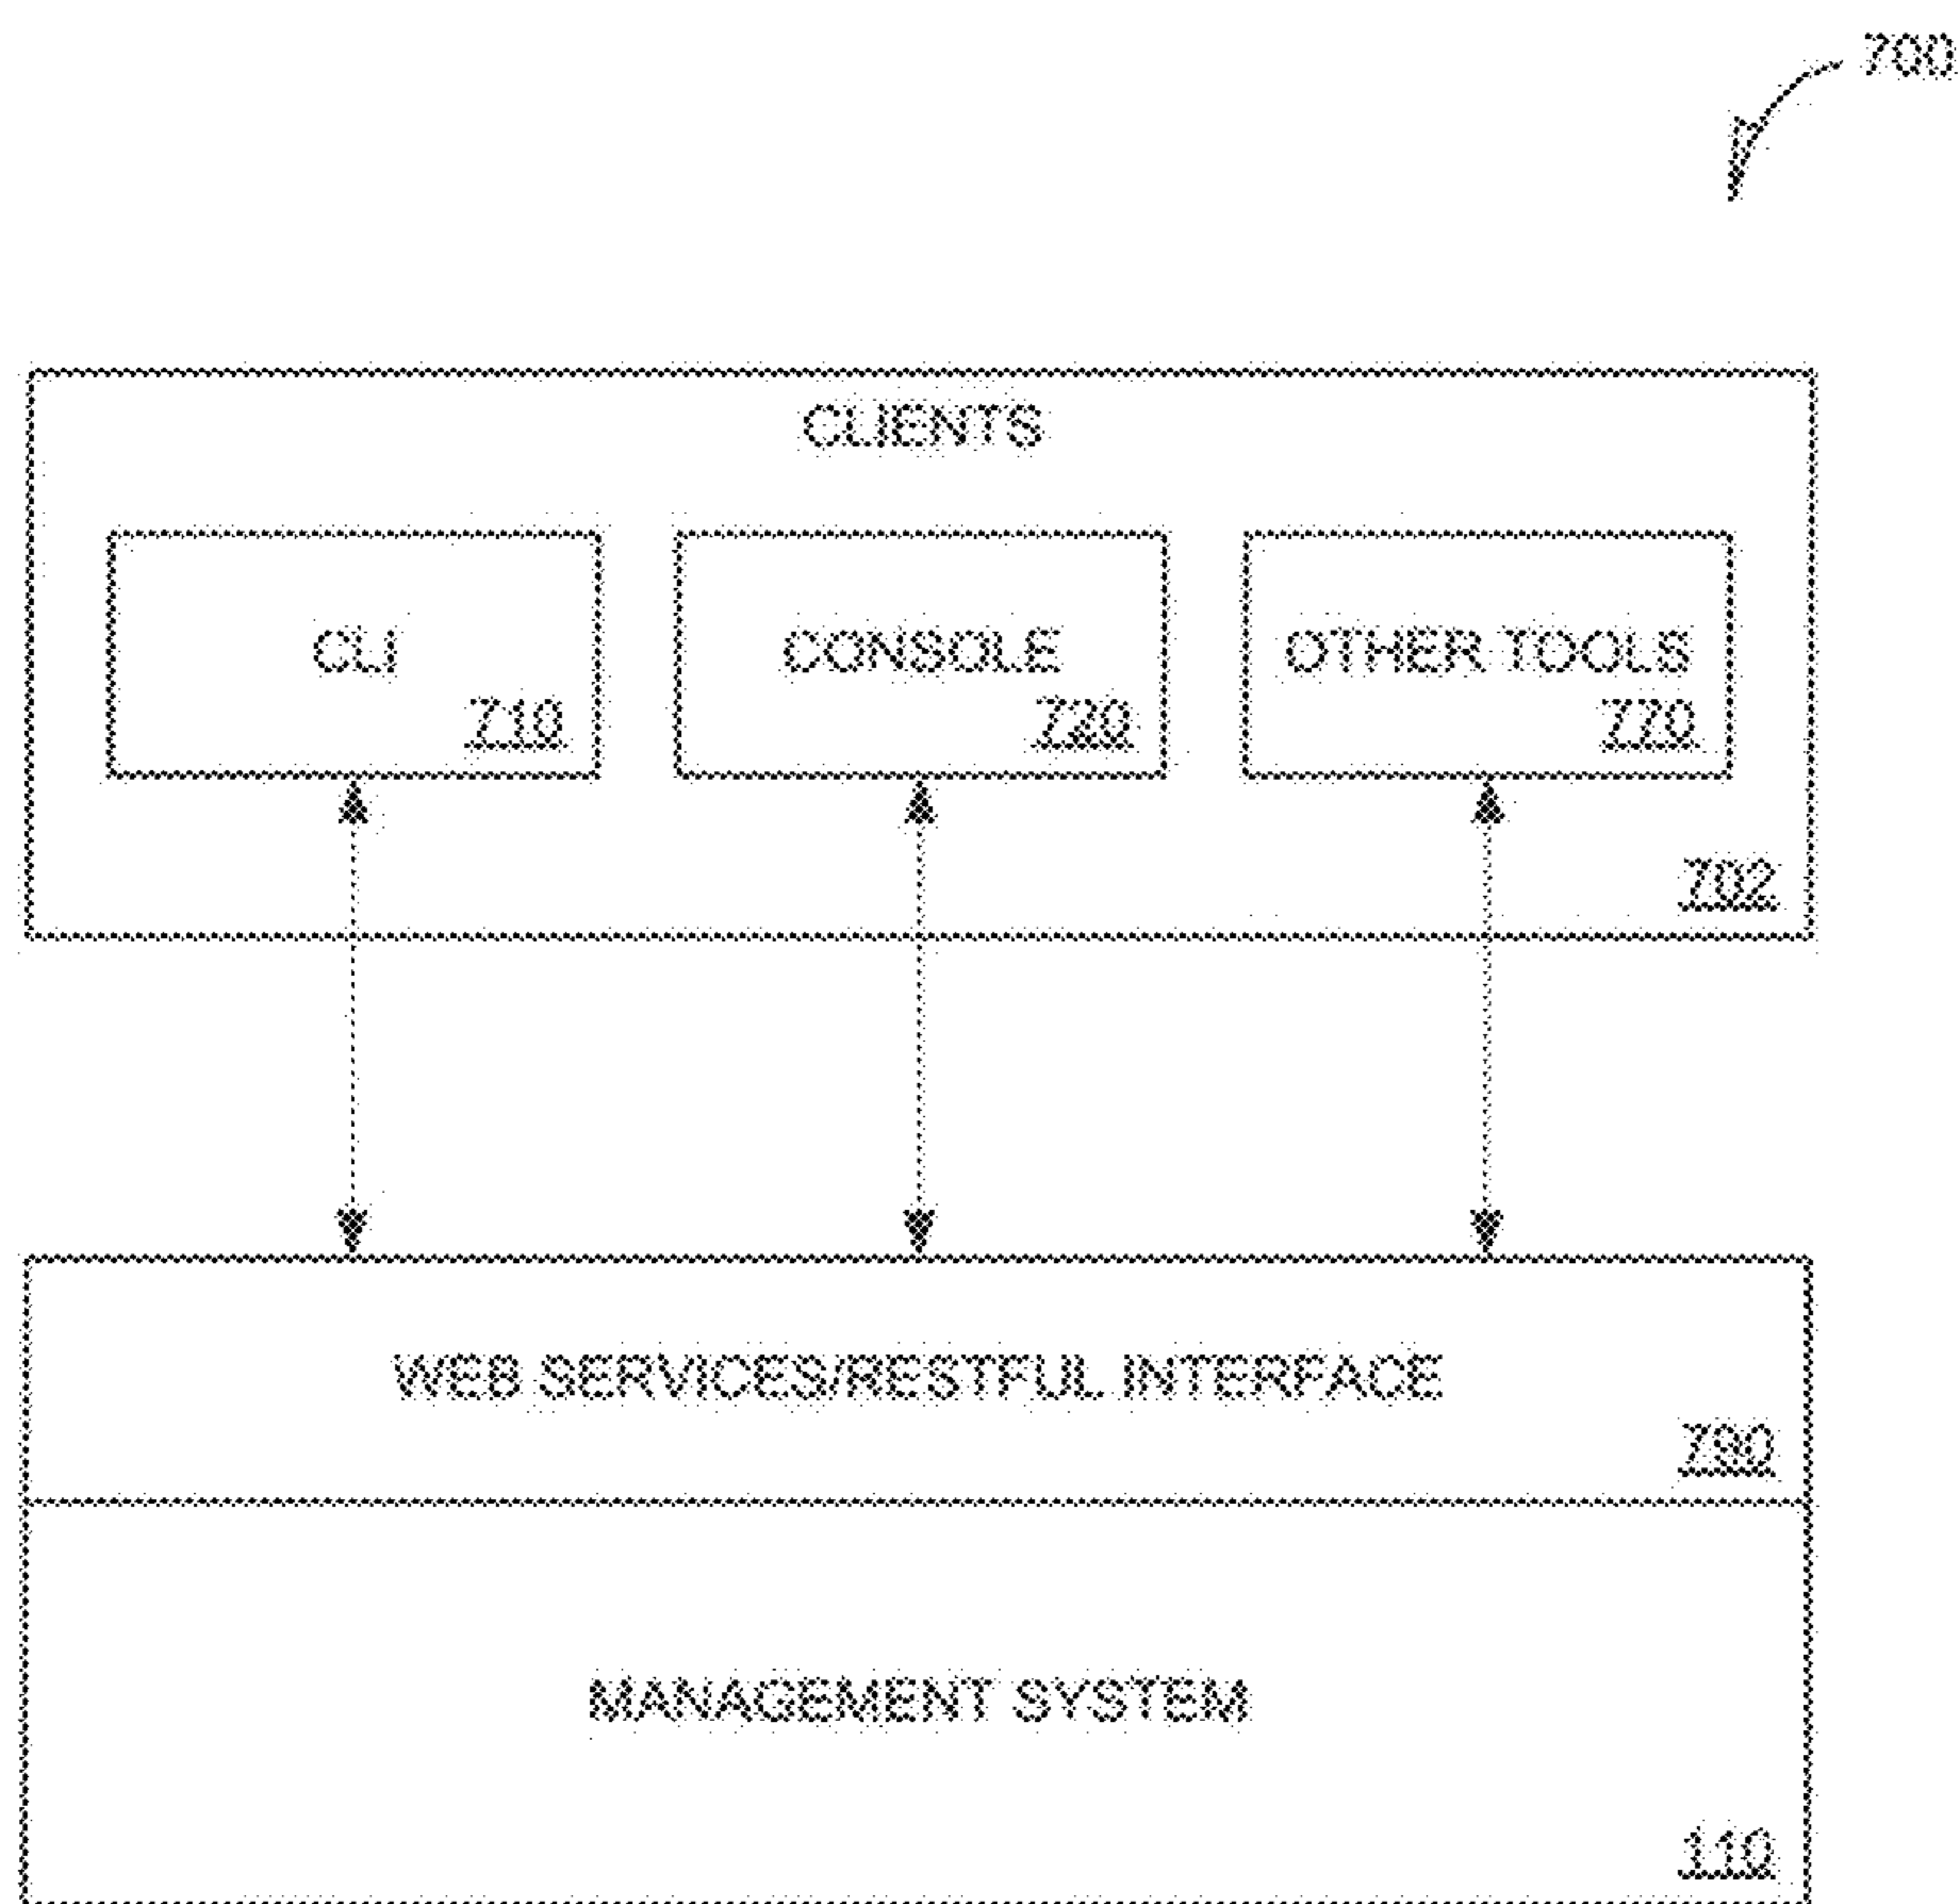 700
CLIENTS
CLI
710
CONSOLE
720
OTHER TOOLS
770
702
WEB SERVICES/RESTFUL INTERFACE
790
MANAGEMENT SYSTEM
110